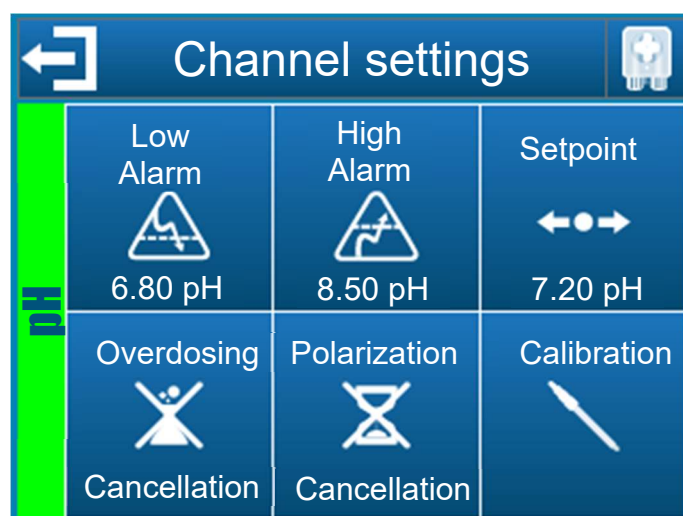 Channel settings
Low
Alarm
6.80 pH
High
Alarm
8.50 pH
Setpoint
7.20 pH
pH
Overdosing
Cancellation
Polarization
Cancellation
Calibration